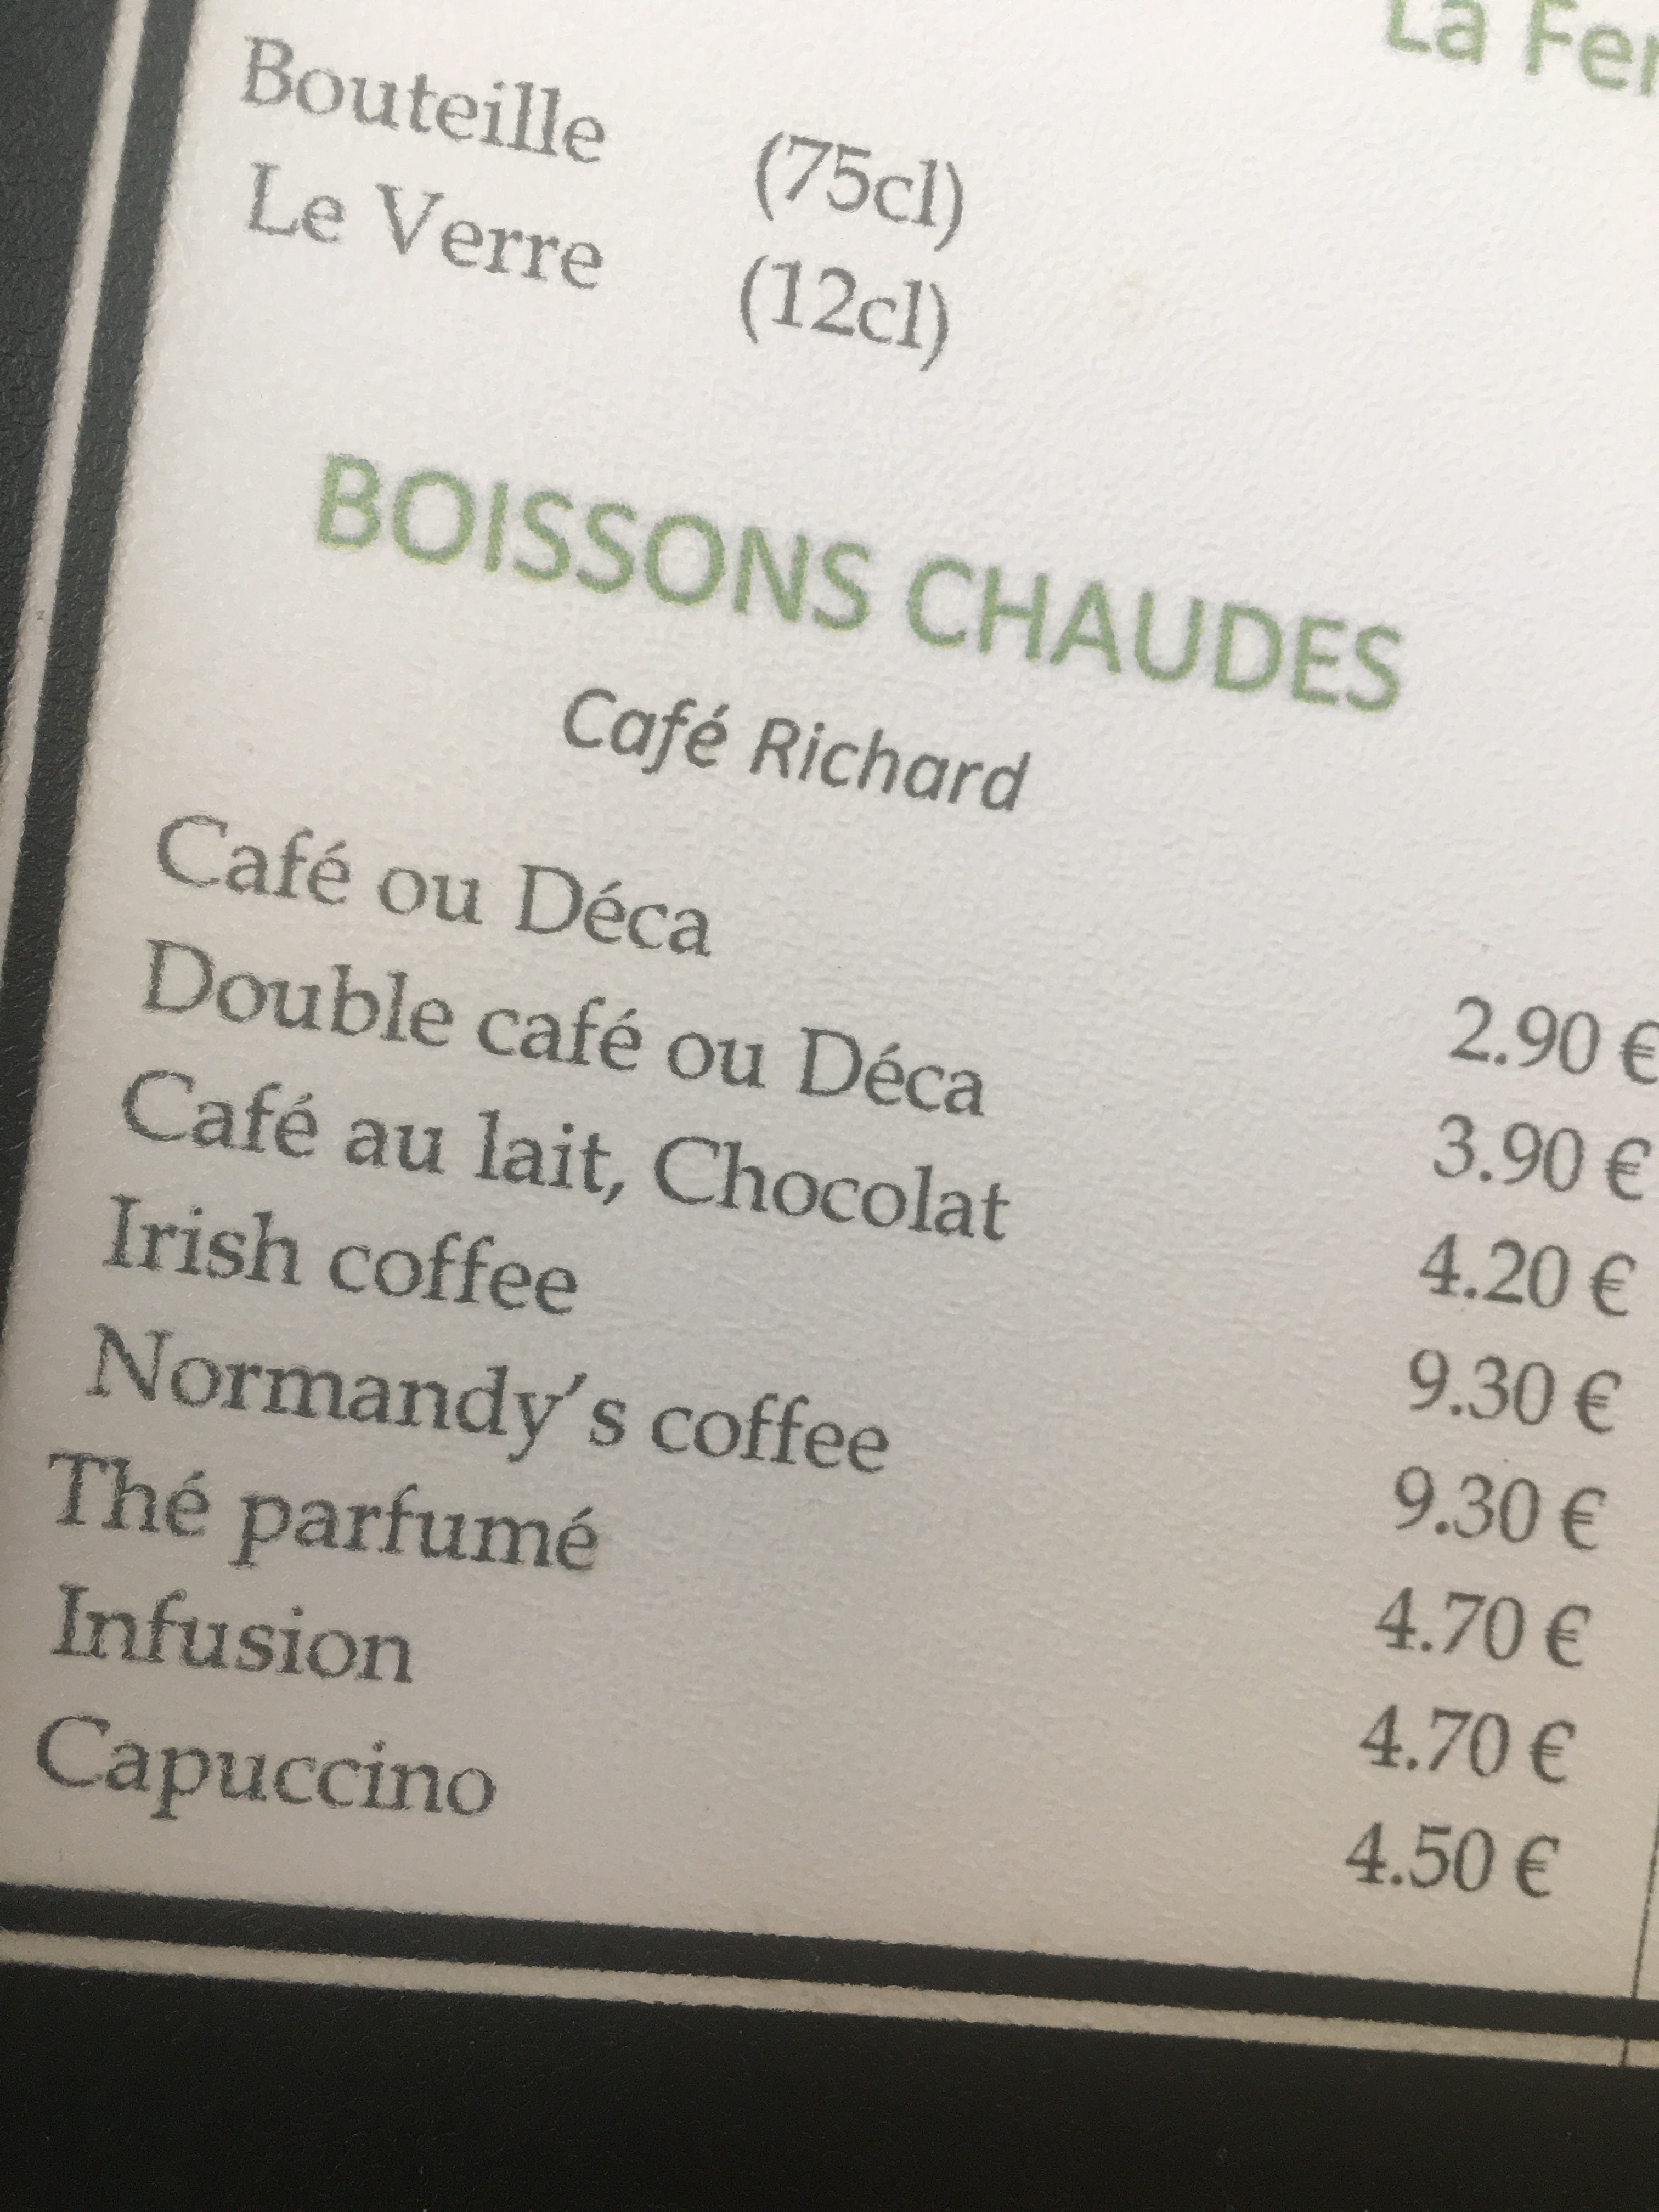 La Fer
Bouteille (75cl)
Le Verre (12cl)
BOISSONS CHAUDES
Café Richard
Café ou Déca 2.90 €
Double café ou Déca 3.90 €
Café au lait, Chocolat 4.20 €
Irish coffee 9.30 €
Normandy's coffee 9.30 €
Thé parfumé 4.70 €
Infusion 4.70 €
Capuccino 4.50 €